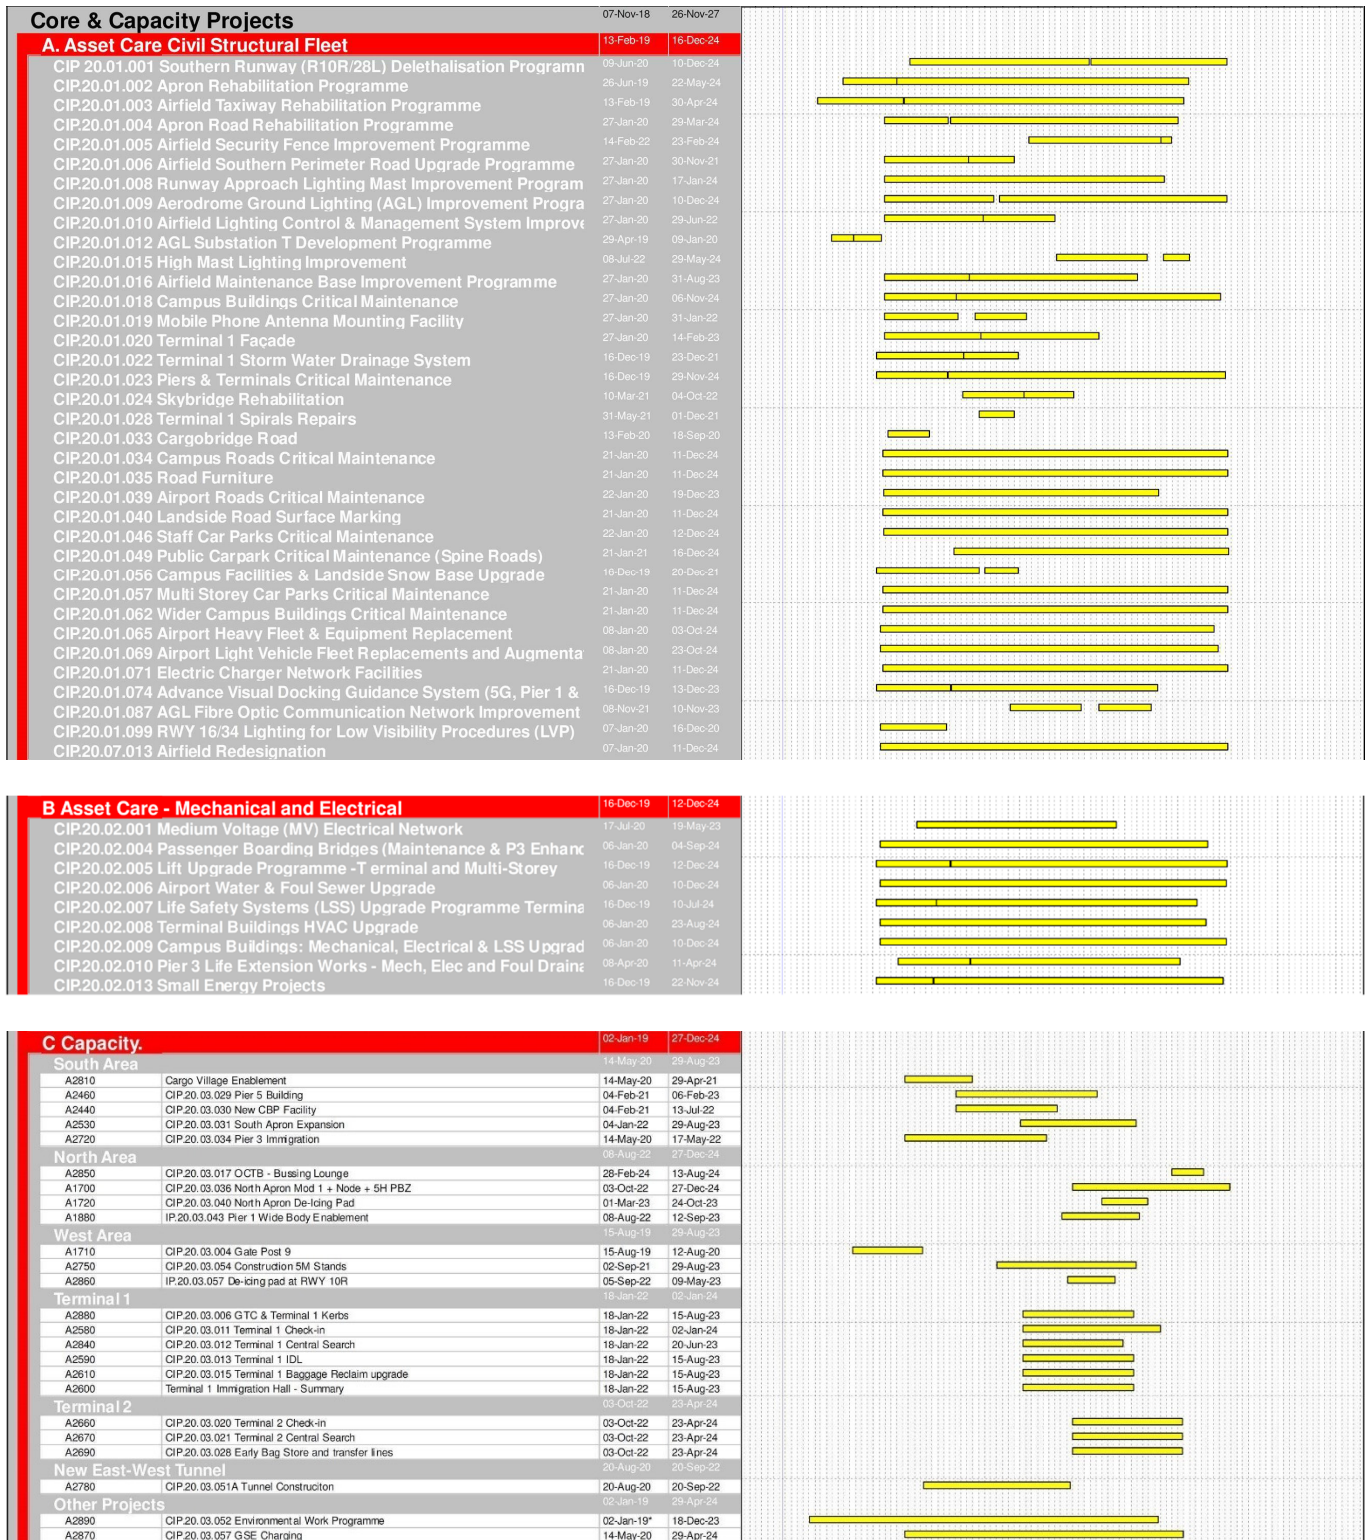 Core & Capacity Projects 07-Nov-18 26-Nov-27
A. Asset Care Civil Structural Fleet 13-Feb-19 16-Dec-24
CIP 20.01.001 Southern Runway (R10R/28L) Delethalisation Programn 09-Jun-20 10-Dec-24
CIP.20.01.002 Apron Rehabilitation Programme 26-Jun-19 22-May-24
CIP.20.01.003 Airfield Taxiway Rehabilitation Programme 13-Feb-19 30-Apr-24
CIP.20.01.004 Apron Road Rehabilitation Programme 27-Jan-20 29-Mar-24
CIP.20.01.005 Airfield Security Fence Improvement Programme 14-Feb-22 23-Feb-24
CIP.20.01.006 Airfield Southern Perimeter Road Upgrade Programme 27-Jan-20 30-Nov-21
CIP.20.01.008 Runway Approach Lighting Mast Improvement Program 27-Jan-20 17-Jan-24
CIP.20.01.009 Aerodrome Ground Lighting (AGL) Improvement Progra 27-Jan-20 10-Dec-24
CIP.20.01.010 Airfield Lighting Control & Management System Improve 27-Jan-20 29-Jun-22
CIP.20.01.012 AGL Substation T Development Programme 29-Apr-19 09-Jan-20
CIP.20.01.015 High Mast Lighting Improvement 08-Jul-22 29-May-24
CIP.20.01.016 Airfield Maintenance Base Improvement Programme 27-Jan-20 31-Aug-23
CIP.20.01.018 Campus Buildings Critical Maintenance 27-Jan-20 06-Nov-24
CIP.20.01.019 Mobile Phone Antenna Mounting Facility 27-Jan-20 31-Jan-22
CIP.20.01.020 Terminal 1 Façade 27-Jan-20 14-Feb-23
CIP.20.01.022 Terminal 1 Storm Water Drainage System 16-Dec-19 23-Dec-21
CIP.20.01.023 Piers & Terminals Critical Maintenance 16-Dec-19 29-Nov-24
CIP.20.01.024 Skybridge Rehabilitation 10-Mar-21 04-Oct-22
CIP.20.01.028 Terminal 1 Spirals Repairs 31-May-21 01-Dec-21
CIP.20.01.033 Cargobridge Road 13-Feb-20 18-Sep-20
CIP.20.01.034 Campus Roads Critical Maintenance 21-Jan-20 11-Dec-24
CIP.20.01.035 Road Furniture 21-Jan-20 11-Dec-24
CIP.20.01.039 Airport Roads Critical Maintenance 22-Jan-20 19-Dec-23
CIP.20.01.040 Landside Road Surface Marking 21-Jan-20 11-Dec-24
CIP.20.01.046 Staff Car Parks Critical Maintenance 22-Jan-20 12-Dec-24
CIP.20.01.049 Public Carpark Critical Maintenance (Spine Roads) 21-Jan-21 16-Dec-24
CIP.20.01.056 Campus Facilities & Landside Snow Base Upgrade 16-Dec-19 20-Dec-21
CIP.20.01.057 Multi Storey Car Parks Critical Maintenance 21-Jan-20 11-Dec-24
CIP.20.01.062 Wider Campus Buildings Critical Maintenance 21-Jan-20 11-Dec-24
CIP.20.01.065 Airport Heavy Fleet & Equipment Replacement 08-Jan-20 03-Oct-24
CIP.20.01.069 Airport Light Vehicle Fleet Replacements and Augmenta 08-Jan-20 23-Oct-24
CIP.20.01.071 Electric Charger Network Facilities 21-Jan-20 11-Dec-24
CIP.20.01.074 Advance Visual Docking Guidance System (5G, Pier 1 & 16-Dec-19 13-Dec-23
CIP.20.01.087 AGL Fibre Optic Communication Network Improvement 08-Nov-21 10-Nov-23
CIP.20.01.099 RWY 16/34 Lighting for Low Visibility Procedures (LVP) 07-Jan-20 16-Dec-20
CIP.20.07.013 Airfield Redesignation 07-Jan-20 11-Dec-24
B Asset Care - Mechanical and Electrical 16-Dec-19 12-Dec-24
CIP.20.02.001 Medium Voltage (MV) Electrical Network 17-Jul-20 19-May-23
CIP.20.02.004 Passenger Boarding Bridges (Maintenance & P3 Enhanc 06-Jan-20 04-Sep-24
CIP.20.02.005 Lift Upgrade Programme -T erminal and Multi-Storey 16-Dec-19 12-Dec-24
CIP.20.02.006 Airport Water & Foul Sewer Upgrade 06-Jan-20 10-Dec-24
CIP.20.02.007 Life Safety Systems (LSS) Upgrade Programme Termina 16-Dec-19 10-Jul-24
CIP.20.02.008 Terminal Buildings HVAC Upgrade 06-Jan-20 23-Aug-24
CIP.20.02.009 Campus Buildings: Mechanical, Electrical & LSS Upgrad 06-Jan-20 10-Dec-24
CIP.20.02.010 Pier 3 Life Extension Works - Mech, Elec and Foul Draina 08-Apr-20 11-Apr-24
CIP.20.02.013 Small Energy Projects 16-Dec-19 22-Nov-24
C Capacity. 02-Jan-19 27-Dec-24
South Area 14-May-20 29-Aug-23
A2810 Cargo Village Enablement 14-May-20 29-Apr-21
A2460 CIP.20.03.029 Pier 5 Building 04-Feb-21 06-Feb-23
A2440 CIP.20.03.030 New CBP Facility 04-Feb-21 13-Jul-22
A2530 CIP.20.03.031 South Apron Expansion 04-Jan-22 29-Aug-23
A2720 CIP.20.03.034 Pier 3 Immigration 14-May-20 17-May-22
North Area 08-Aug-22 27-Dec-24
A2850 CIP.20.03.017 OCTB - Bussing Lounge 28-Feb-24 13-Aug-24
A1700 CIP.20.03.036 North Apron Mod 1 + Node + 5H PBZ 03-Oct-22 27-Dec-24
A1720 CIP.20.03.040 North Apron De-Icing Pad 01-Mar-23 24-Oct-23
A1880 IP.20.03.043 Pier 1 Wide Body Enablement 08-Aug-22 12-Sep-23
West Area 15-Aug-19 29-Aug-23
A1710 CIP.20.03.004 Gate Post 9 15-Aug-19 12-Aug-20
A2750 CIP.20.03.054 Construction 5M Stands 02-Sep-21 29-Aug-23
A2860 IP.20.03.057 De-icing pad at RWY 10R 05-Sep-22 09-May-23
Terminal 1 18-Jan-22 02-Jan-24
A2880 CIP.20.03.006 GTC & Terminal 1 Kerbs 18-Jan-22 15-Aug-23
A2580 CIP.20.03.011 Terminal 1 Check-in 18-Jan-22 02-Jan-24
A2840 CIP.20.03.012 Terminal 1 Central Search 18-Jan-22 20-Jun-23
A2590 CIP.20.03.013 Terminal 1 IDL 18-Jan-22 15-Aug-23
A2610 CIP.20.03.015 Terminal 1 Baggage Reclaim upgrade 18-Jan-22 15-Aug-23
A2600 Terminal 1 Immigration Hall - Summary 18-Jan-22 15-Aug-23
Terminal 2 03-Oct-22 23-Apr-24
A2660 CIP.20.03.020 Terminal 2 Check-in 03-Oct-22 23-Apr-24
A2670 CIP.20.03.021 Terminal 2 Central Search 03-Oct-22 23-Apr-24
A2690 CIP.20.03.028 Early Bag Store and transfer lines 03-Oct-22 23-Apr-24
New East-West Tunnel 20-Aug-20 20-Sep-22
A2780 CIP.20.03.051A Tunnel Construciton 20-Aug-20 20-Sep-22
Other Projects 02-Jan-19 29-Apr-24
A2890 CIP.20.03.052 Environmental Work Programme 02-Jan-19* 18-Dec-23
A2870 CIP.20.03.057 GSE Charging 14-May-20 29-Apr-24